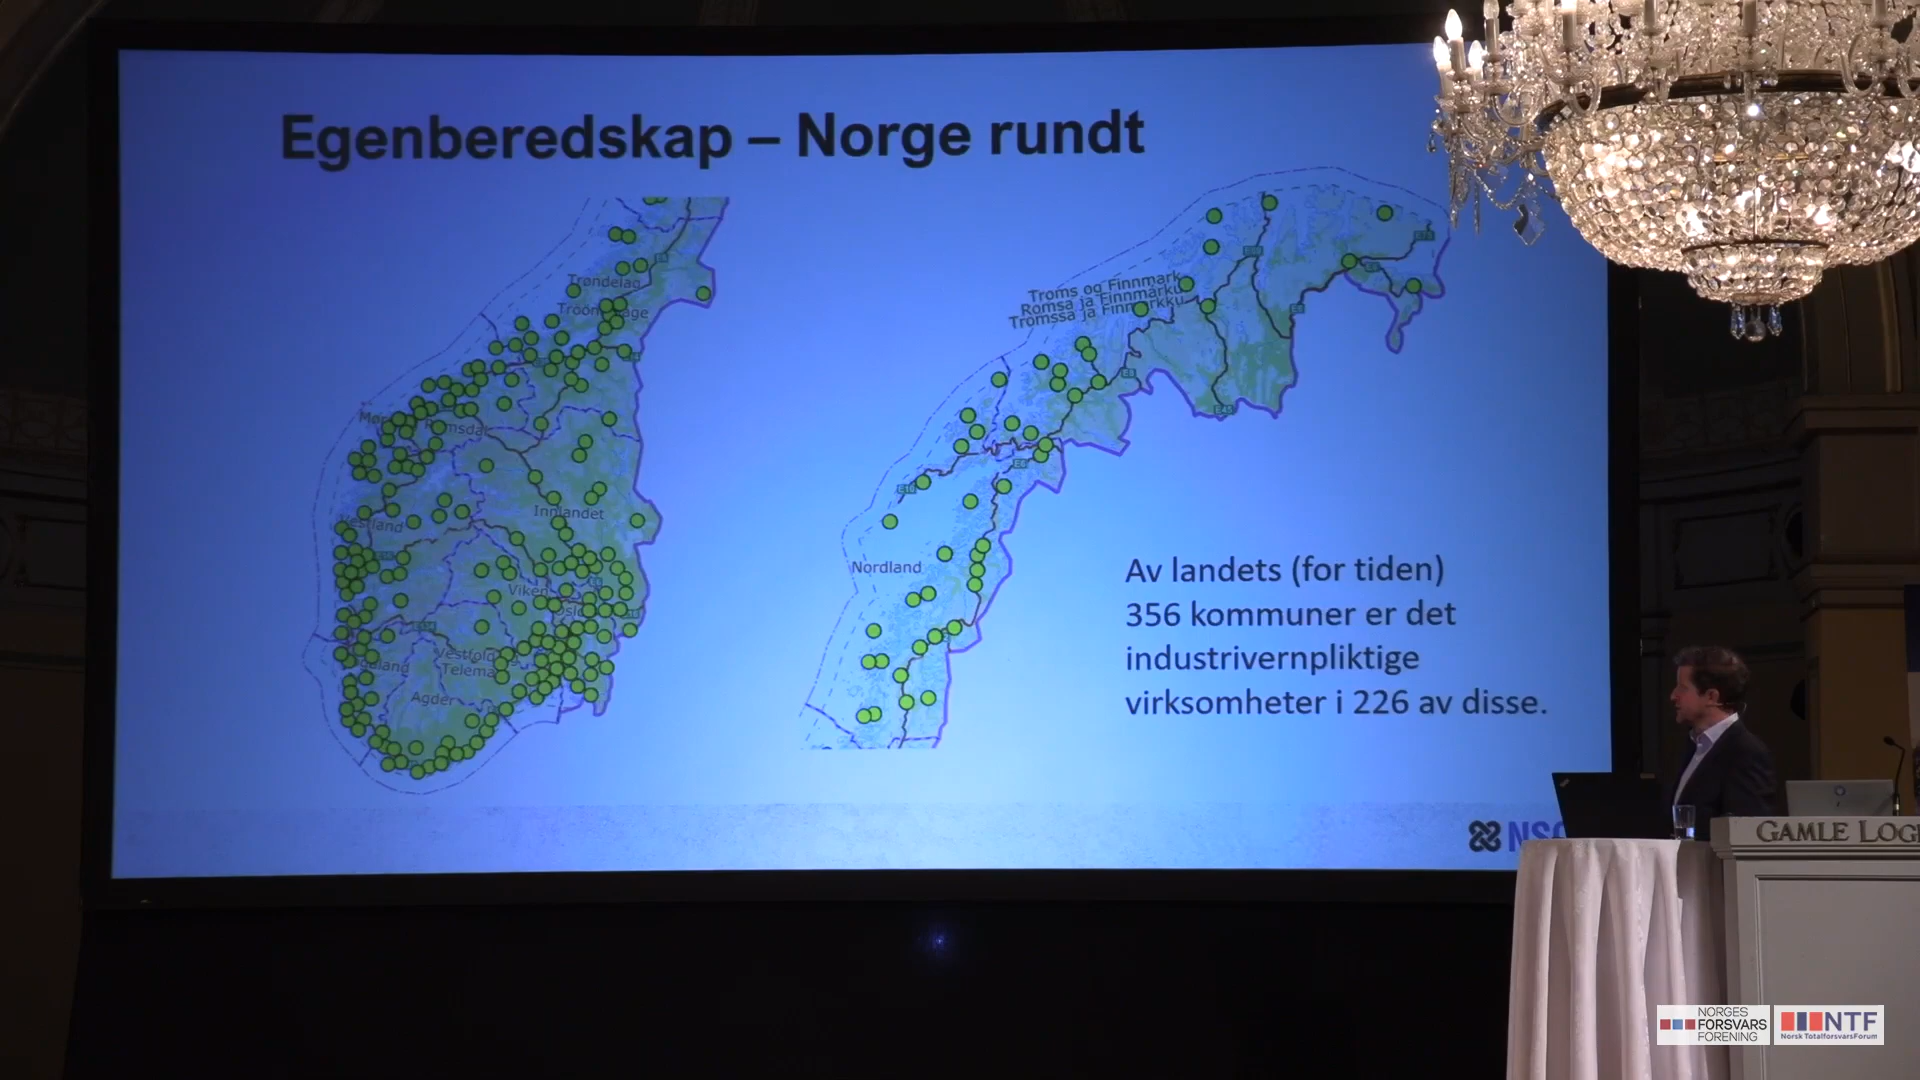 Egenberedskap – Norge rundt
Trøndelag
Troms og Finnmark
Romsa ja Finnmárku
Tromssa ja Finmarkku
Innlandet
Nordland
Viken
Agder
Av landets (for tiden)
356 kommuner er det
industrivernpliktige
virksomheter i 226 av disse.
GAMLE LOG
NORGES
FORSVARS
FORENING
NTF
Norsk TotalforsvarsForum